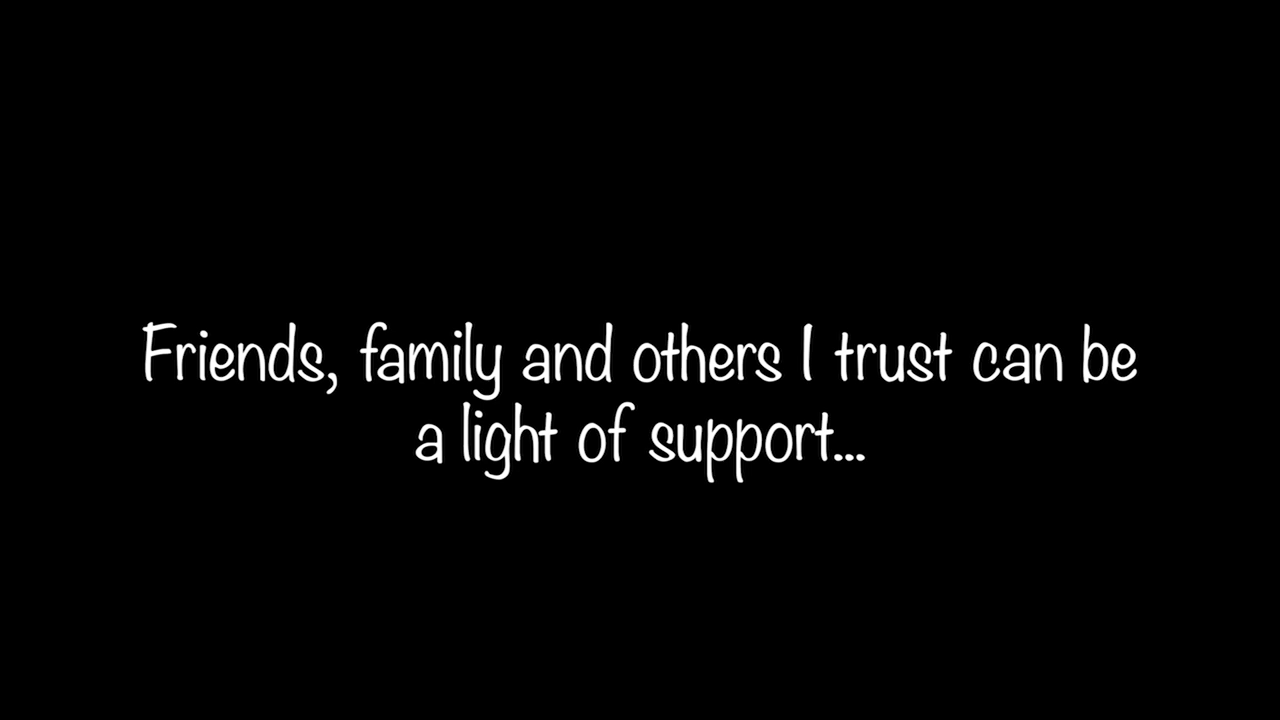 Friends, family and others I trust can be
a light of support...